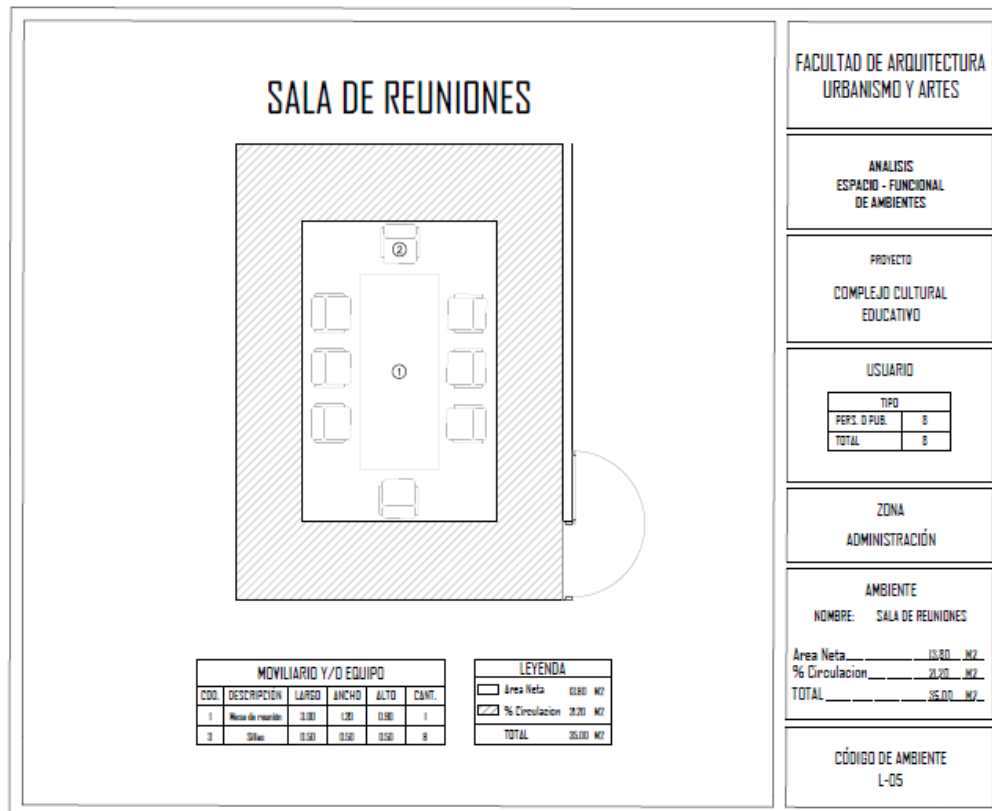 SALA DE REUNIONES
2
1
MOVILIARIO Y/O EQUIPO
COD. DESCRIPCIÓN LARGO ANCHO ALTO CANT.
1 Mesa de reunión 3.00 1.20 0.90 1
3 Sillas 0.50 0.50 0.50 8
LEYENDA
Area Neta 13.80 M2
% Circulacion 21.20 M2
TOTAL 35.00 M2
FACULTAD DE ARQUITECTURA
URBANISMO Y ARTES
ANALISIS
ESPACIO - FUNCIONAL
DE AMBIENTES
PROYECTO
COMPLEJO CULTURAL
EDUCATIVO
USUARIO
TIPO
PERS. O PUB. 8
TOTAL 8
ZONA
ADMINISTRACIÓN
AMBIENTE
NOMBRE: SALA DE REUNIONES
Area Neta 13.80 M2
% Circulacion 21.20 M2
TOTAL 35.00 M2
CÓDIGO DE AMBIENTE
L-05